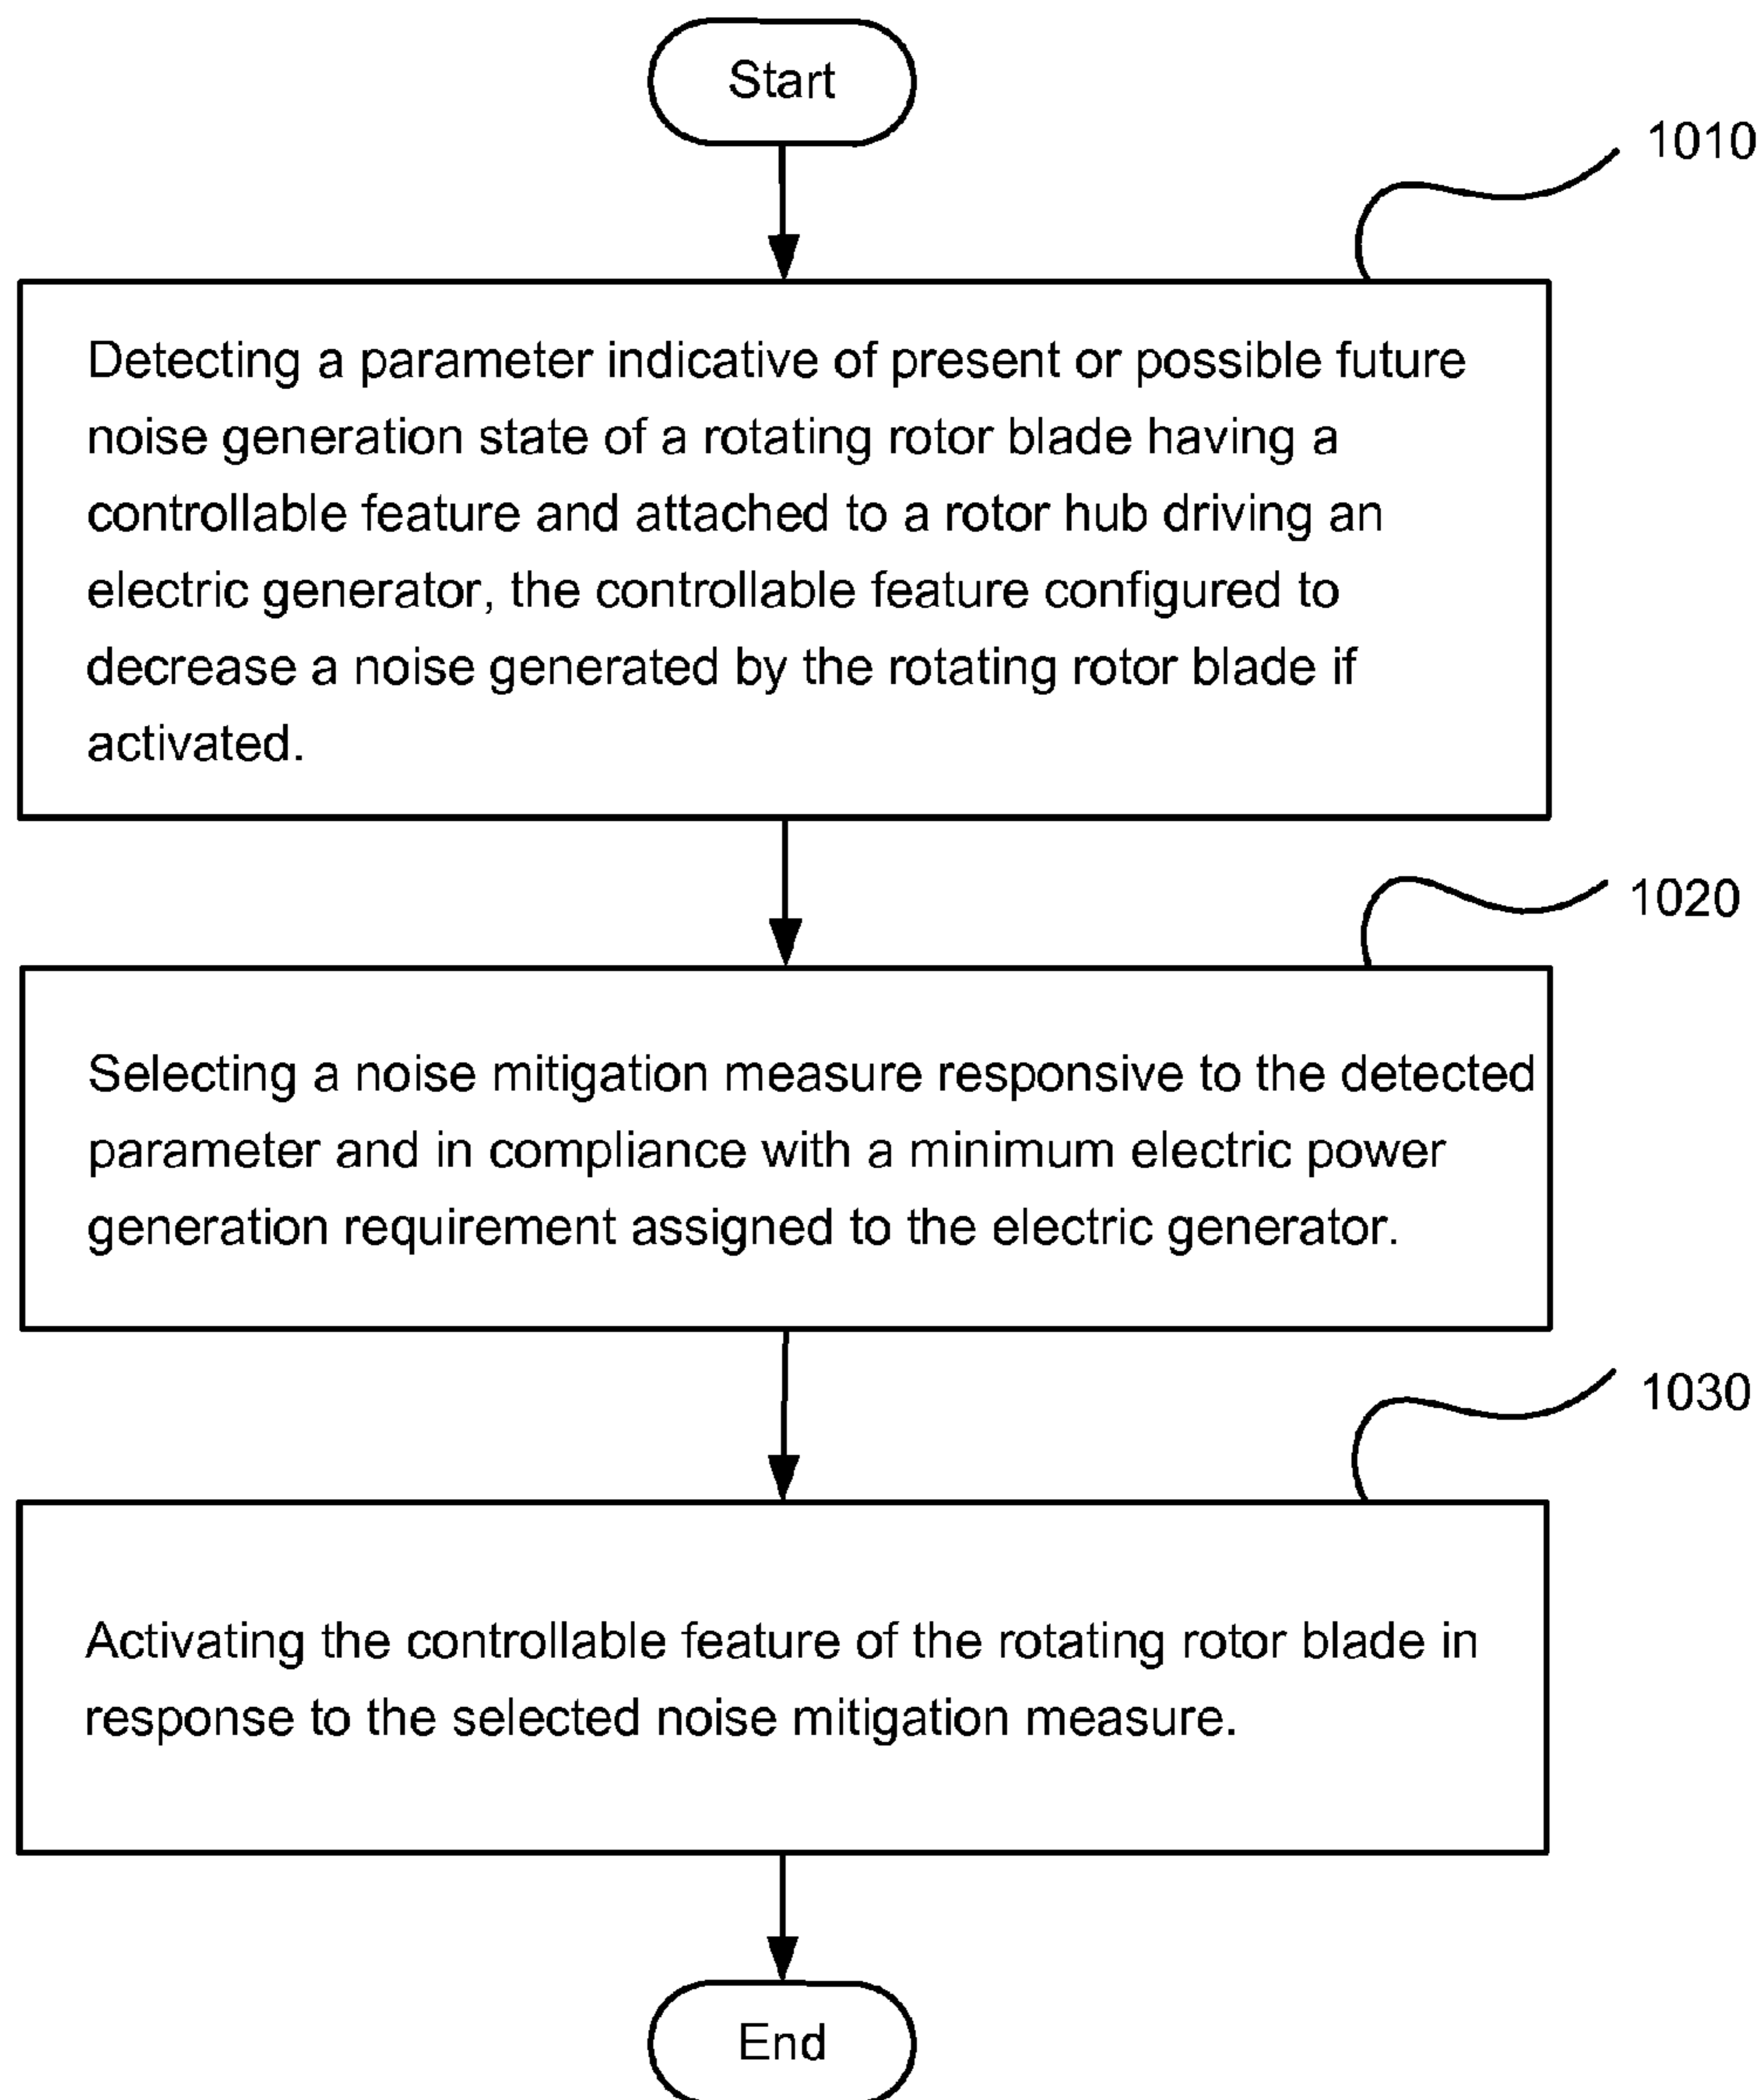 Start
1010
Detecting a parameter indicative of present or possible future
noise generation state of a rotating rotor blade having a
controllable feature and attached to a rotor hub driving an
electric generator, the controllable feature configured to
decrease a noise generated by the rotating rotor blade if
activated.
1020
Selecting a noise mitigation measure responsive to the detected
parameter and in compliance with a minimum electric power
generation requirement assigned to the electric generator.
1030
Activating the controllable feature of the rotating rotor blade in
response to the selected noise mitigation measure.
End